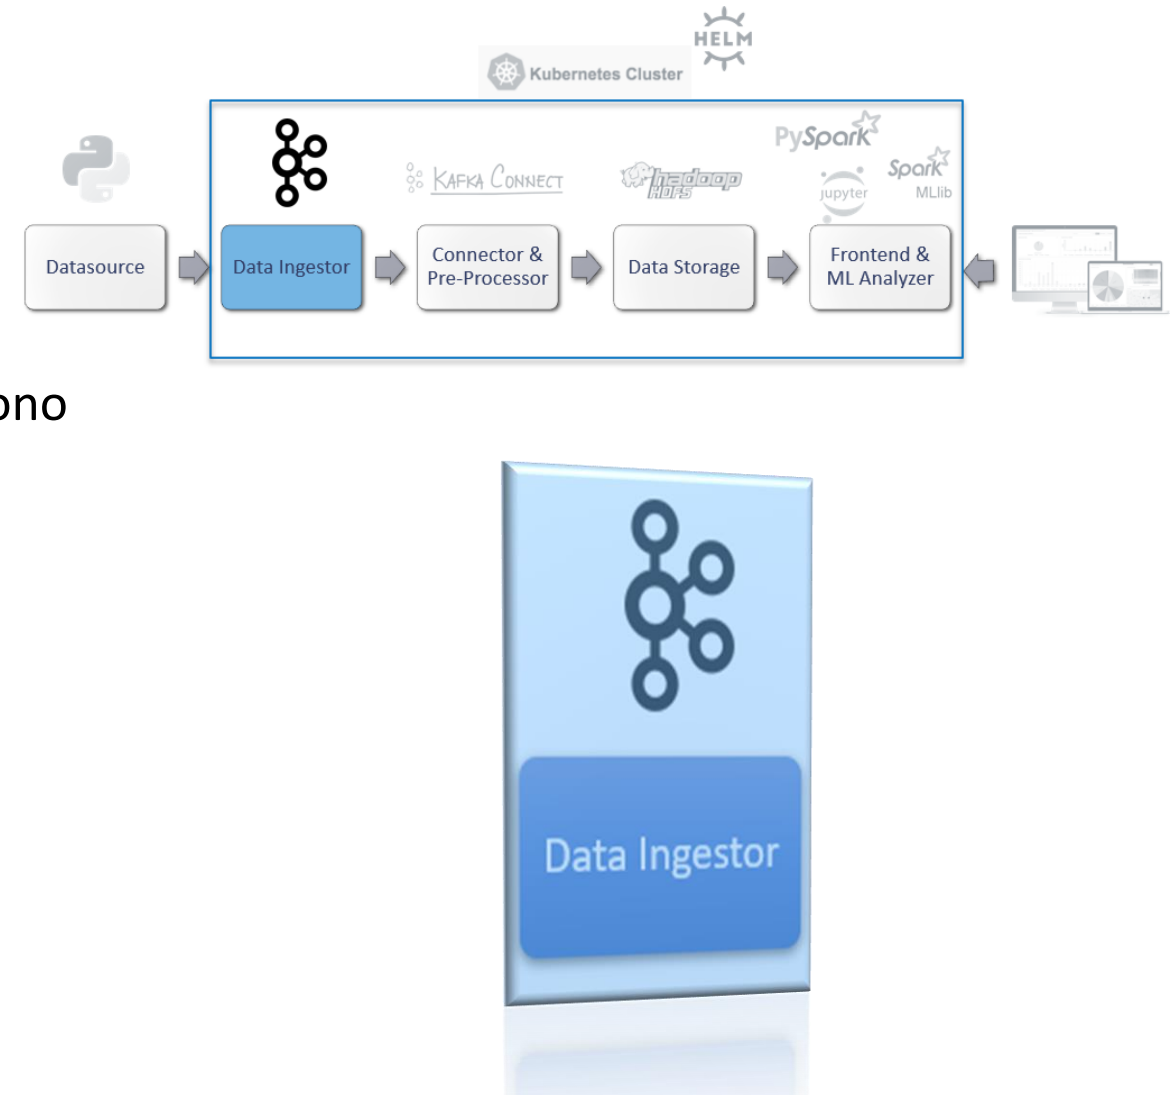 HELM
Kubernetes Cluster
PySpark
Spark
MLlib
KAFKA CONNECT
hadoop
HDFS
jupyter
Datasource
Data Ingestor
Connector &
Pre-Processor
Data Storage
Frontend &
ML Analyzer
ono
Data Ingestor